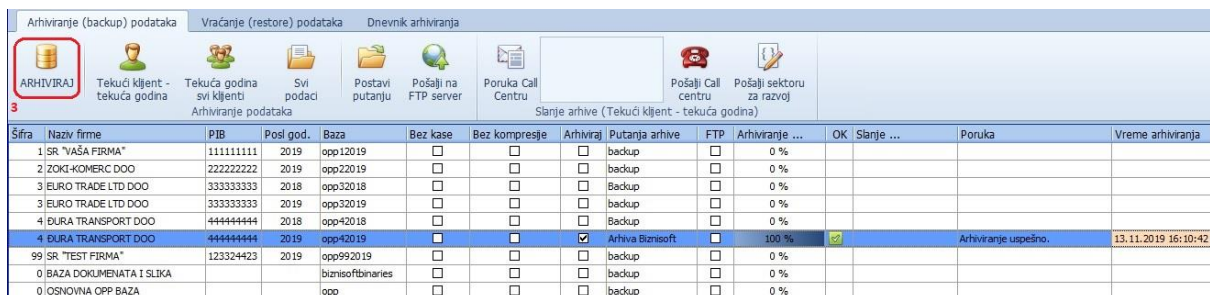 Arhiviranje (backup) podataka Vraćanje (restore) podataka Dnevnik arhiviranja
ARHIVIRAJ Tekući klijent - tekuća godina Tekuća godina svi klijenti Svi podaci Postavi putanju Pošalji na FTP server Poruka Call Centru Pošalji Call centru Pošalji sektoru za razvoj
3
Arhiviranje podataka Slanje arhive (Tekući klijent - tekuća godina)
Šifra Naziv firme PIB Posl god. Baza Bez kase Bez kompresije Arhiviraj Putanja arhive FTP Arhiviranje ... OK Slanje ... Poruka Vreme arhiviranja
1 SR "VAŠA FIRMA" 111111111 2019 opp12019 backup 0 %
2 ZOKI-KOMERC DOO 222222222 2019 opp22019 backup 0 %
3 EURO TRADE LTD DOO 333333333 2018 opp32018 Backup 0 %
3 EURO TRADE LTD DOO 333333333 2019 opp32019 backup 0 %
4 ĐURA TRANSPORT DOO 444444444 2018 opp42018 Backup 0 %
4 ĐURA TRANSPORT DOO 444444444 2019 opp42019 Arhiva Biznisoft 100 % Arhiviranje uspešno. 13.11.2019 16:10:42
99 SR "TEST FIRMA" 123324423 2019 opp992019 backup 0 %
0 BAZA DOKUMENATA I SLIKA biznisoftbinaries backup 0 %
0 OSNOVNA OPP BAZA opp backup 0 %